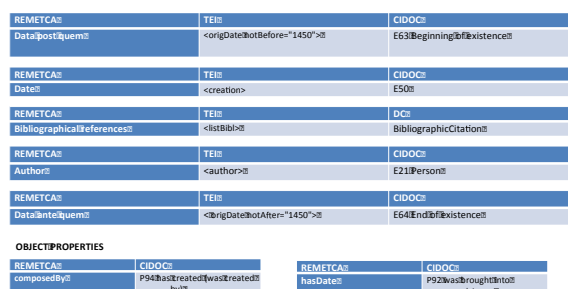 REMETCA TEI CIDOC
Data post quem <origDate notBefore="1450"> E63 Beginning of existence
REMETCA TEI CIDOC
Date <creation> E50
REMETCA TEI DC
Bibliographical references <listBibl> BibliographicCitation
REMETCA TEI CIDOC
Author <author> E21 Person
REMETCA TEI CIDOC
Data ante quem <origDate notAfter="1450"> E64 End of existence
OBJECT PROPERTIES
REMETCA CIDOC
composedBy P94 has created (was created
by)
REMETCA CIDOC
hasDate P92 was brought into